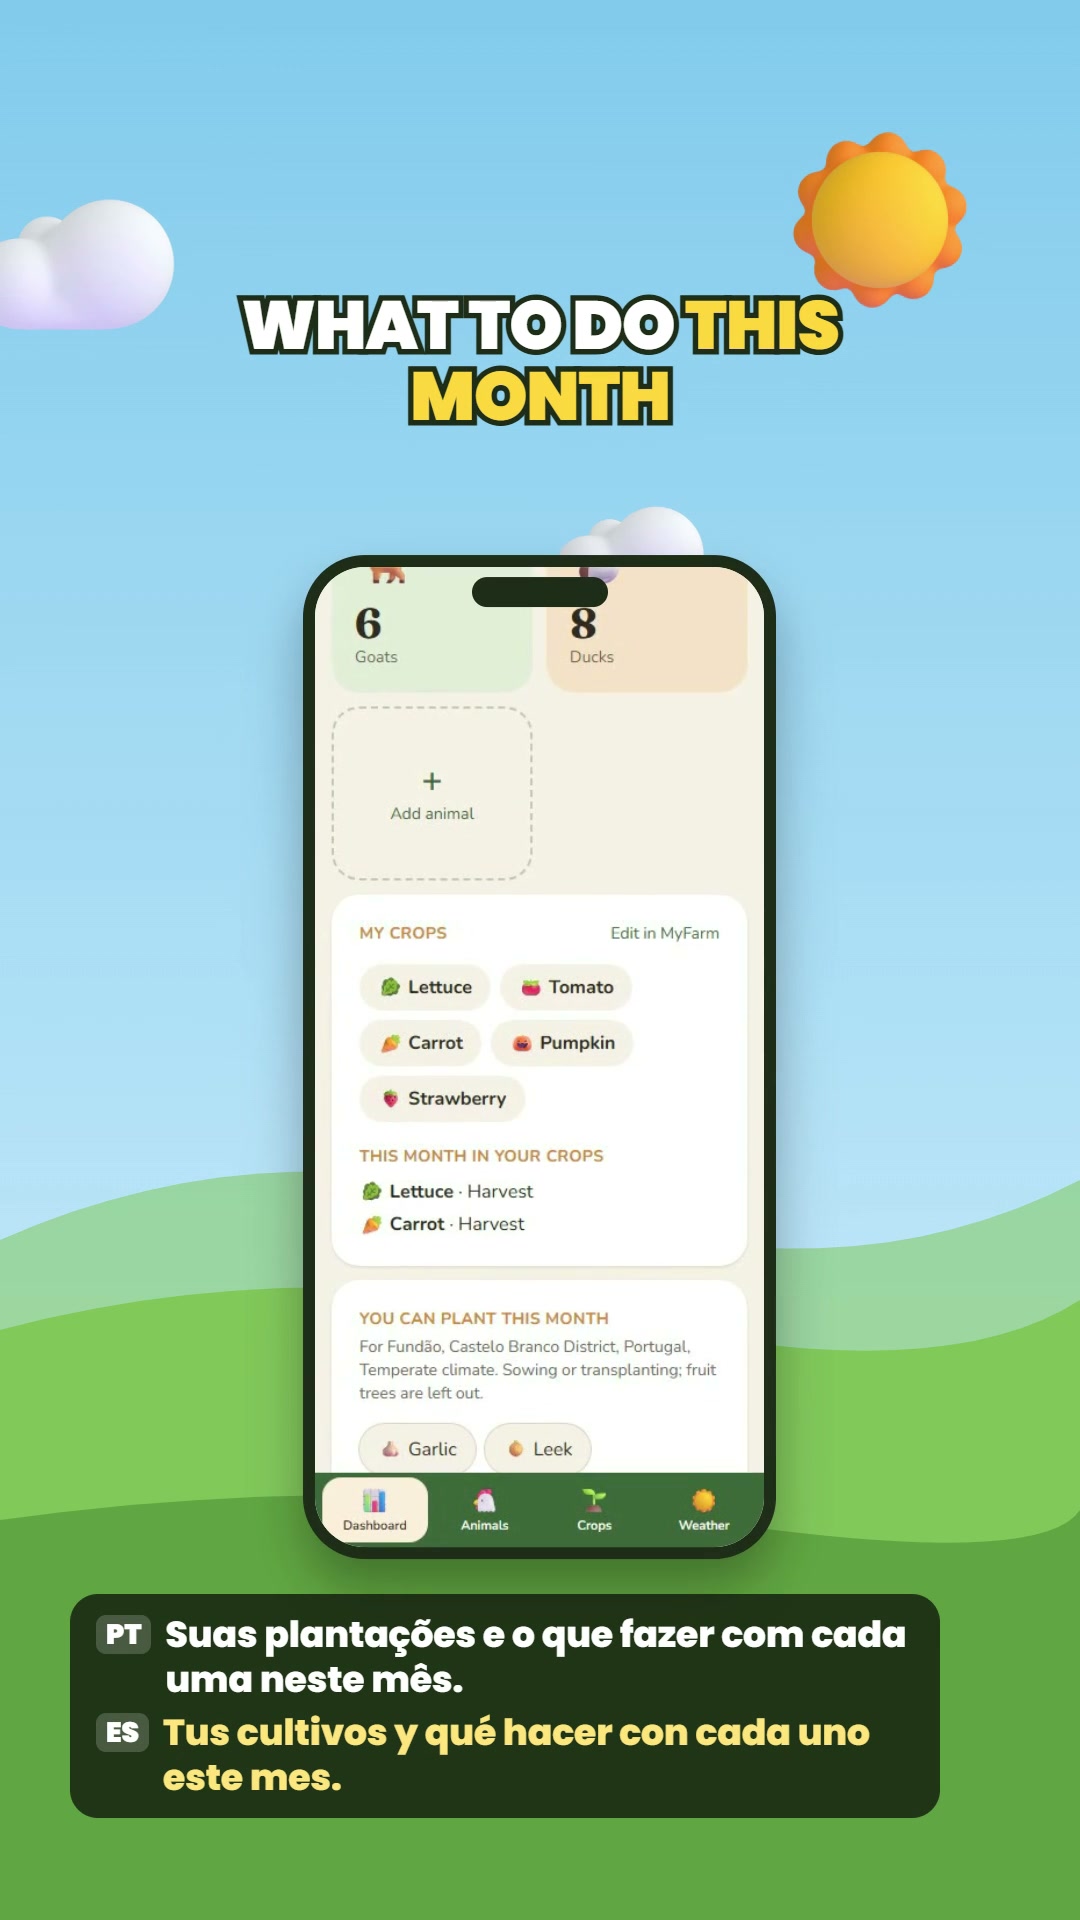 WHAT TO DO THIS
MONTH
6
Goats
8
Ducks
+
Add animal
MY CROPS
Edit in MyFarm
Lettuce
Tomato
Carrot
Pumpkin
Strawberry
THIS MONTH IN YOUR CROPS
Lettuce · Harvest
Carrot · Harvest
YOU CAN PLANT THIS MONTH
For Fundão, Castelo Branco District, Portugal,
Temperate climate. Sowing or transplanting; fruit
trees are left out.
Garlic
Leek
Dashboard
Animals
Crops
Weather
PT Suas plantações e o que fazer com cada
uma neste mês.
ES Tus cultivos y qué hacer con cada uno
este mes.